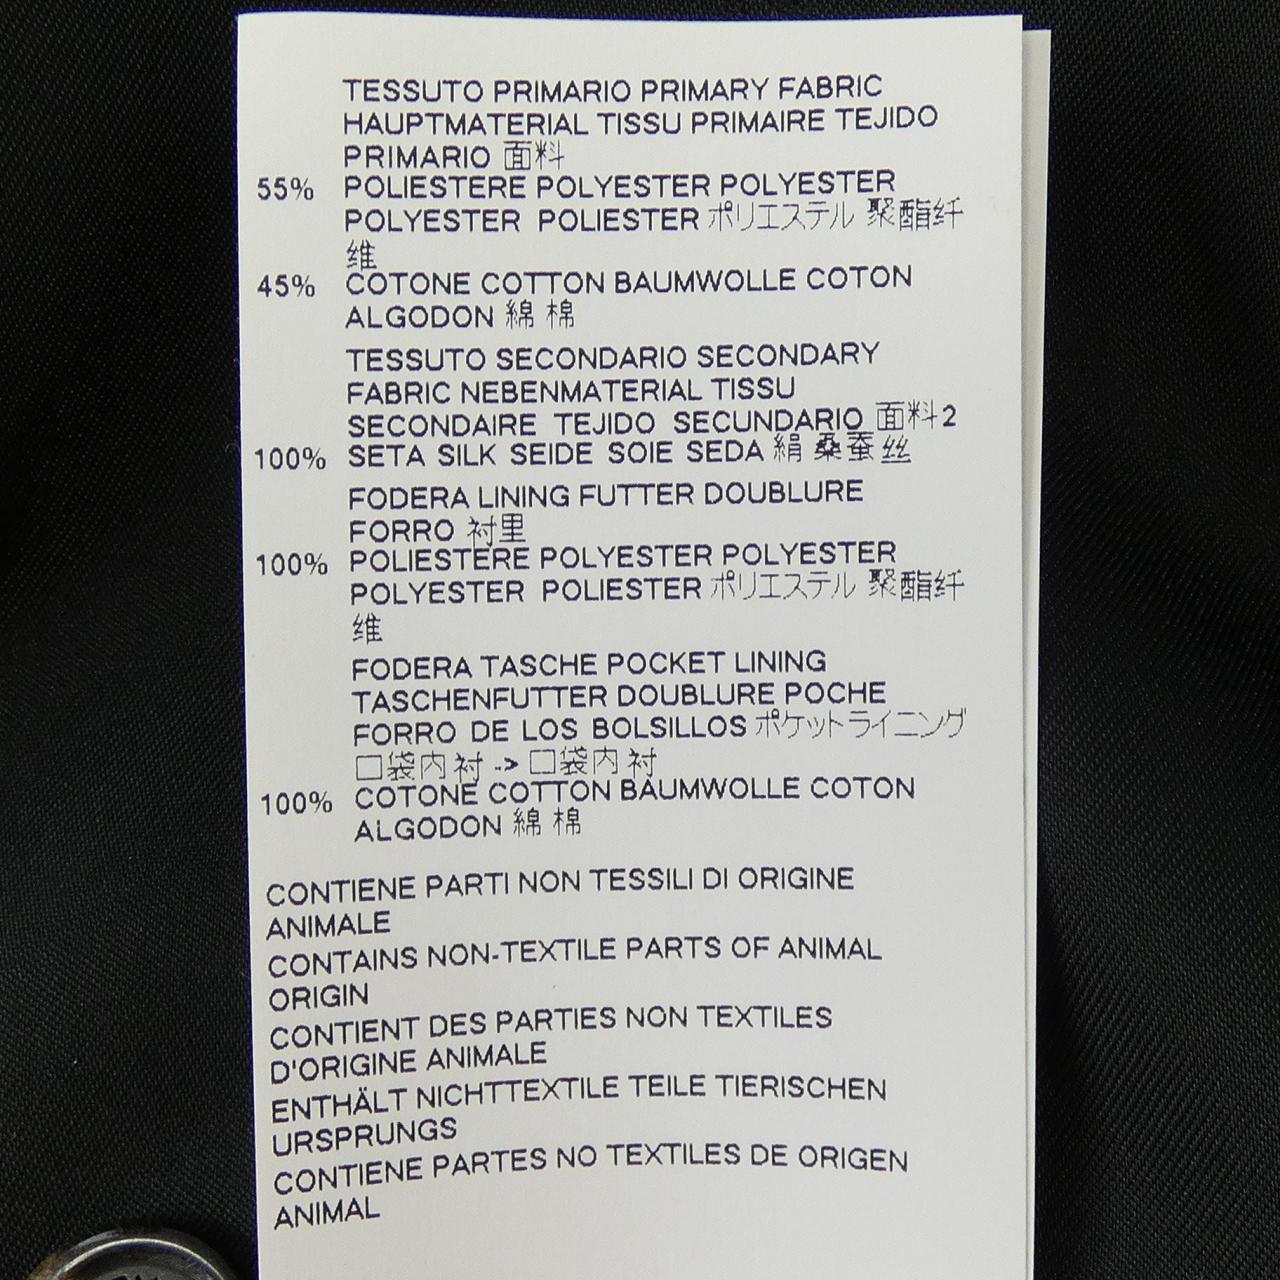 TESSUTO PRIMARIO PRIMARY FABRIC
HAUPTMATERIAL TISSU PRIMAIRE TEJIDO
PRIMARIO 面料
55% POLIESTERE POLYESTER POLYESTER
POLYESTER POLIESTER ポリエステル 聚酯纤
维
45% COTONE COTTON BAUMWOLLE COTON
ALGODON 綿 棉
TESSUTO SECONDARIO SECONDARY
FABRIC NEBENMATERIAL TISSU
SECONDAIRE TEJIDO SECUNDARIO 面料2
100% SETA SILK SEIDE SOIE SEDA 絹 桑蚕丝
FODERA LINING FUTTER DOUBLURE
FORRO 衬里
100% POLIESTERE POLYESTER POLYESTER
POLYESTER POLIESTER ポリエステル 聚酯纤
维
FODERA TASCHE POCKET LINING
TASCHENFUTTER DOUBLURE POCHE
FORRO DE LOS BOLSILLOS ポケットライニング
口袋内衬 -> 口袋内衬
100% COTONE COTTON BAUMWOLLE COTON
ALGODON 綿 棉
CONTIENE PARTI NON TESSILI DI ORIGINE
ANIMALE
CONTAINS NON-TEXTILE PARTS OF ANIMAL
ORIGIN
CONTIENT DES PARTIES NON TEXTILES
D'ORIGINE ANIMALE
ENTHÄLT NICHTTEXTILE TEILE TIERISCHEN
URSPRUNGS
CONTIENE PARTES NO TEXTILES DE ORIGEN
ANIMAL